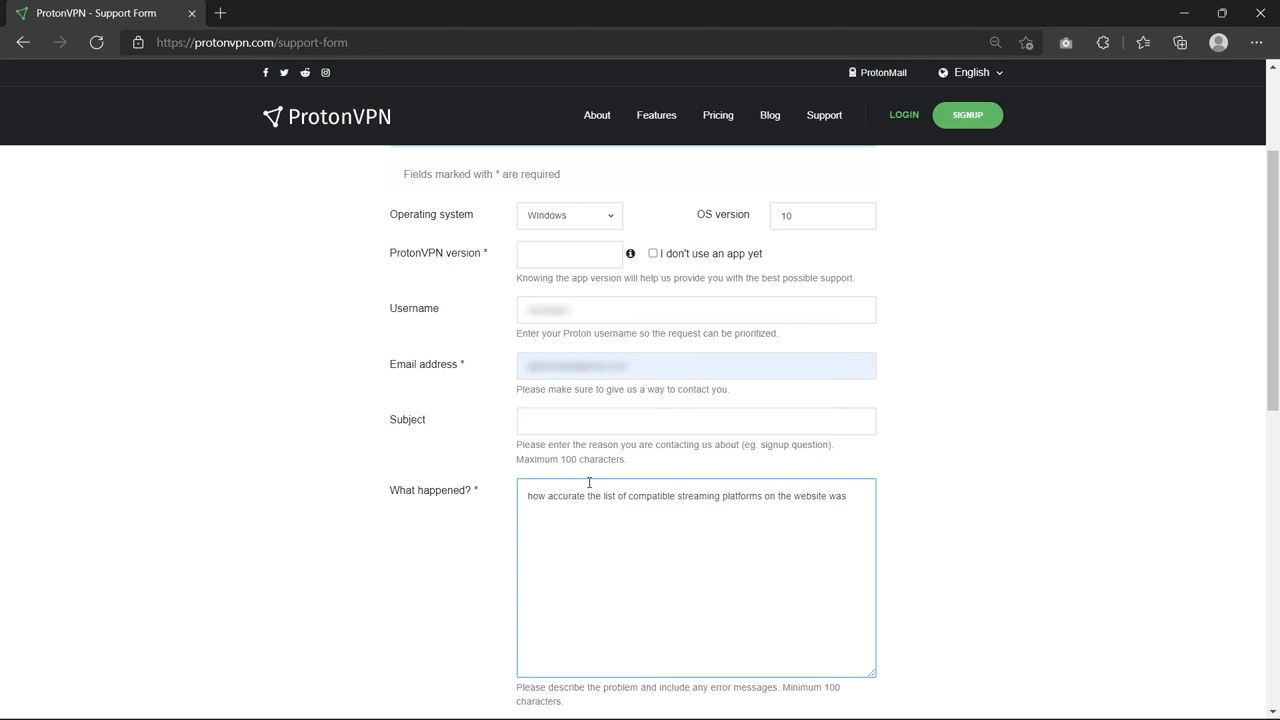 ProtonVPN - Support Form
https://protonvpn.com/support-form
ProtonMail
English
ProtonVPN
About
Features
Pricing
Blog
Support
LOGIN
SIGNUP
Fields marked with * are required
Operating system
Windows
OS version
10
ProtonVPN version *
I don't use an app yet
Knowing the app version will help us provide you with the best possible support.
Username
Enter your Proton username so the request can be prioritized.
Email address *
Please make sure to give us a way to contact you.
Subject
Please enter the reason you are contacting us about (eg. signup question).
Maximum 100 characters.
What happened? *
how accurate the list of compatible streaming platforms on the website was
Please describe the problem and include any error messages. Minimum 100
characters.